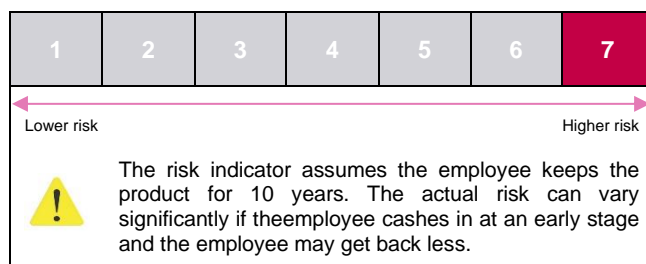 1 2 3 4 5 6 7
Lower risk Higher risk
The risk indicator assumes the employee keeps the
product for 10 years. The actual risk can vary
significantly if theemployee cashes in at an early stage
and the employee may get back less.